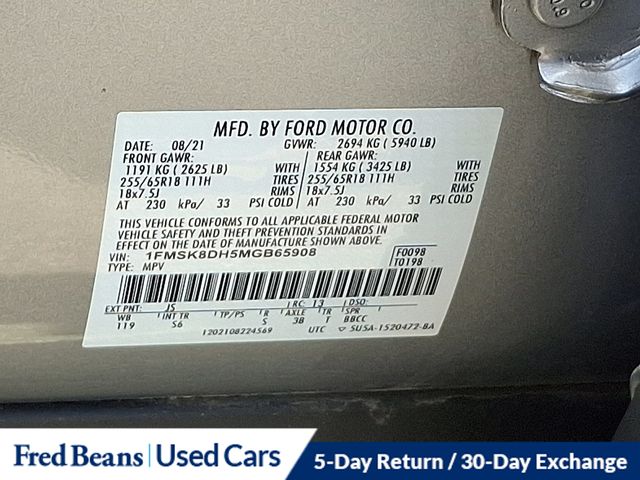 MFD. BY FORD MOTOR CO.
DATE: 08/21 GVWR: 2694 KG ( 5940 LB)
FRONT GAWR: REAR GAWR:
1191 KG ( 2625 LB) WITH 1554 KG ( 3425 LB) WITH
255/65R18 111H TIRES 255/65R18 111H TIRES
18x7.5J RIMS 18x7.5J RIMS
AT 230 kPa/ 33 PSI COLD AT 230 kPa/ 33 PSI COLD
THIS VEHICLE CONFORMS TO ALL APPLICABLE FEDERAL MOTOR
VEHICLE SAFETY AND THEFT PREVENTION STANDARDS IN
EFFECT ON THE DATE OF MANUFACTURE SHOWN ABOVE.
VIN: 1FMSK8DH5MGB65908 F0098
TYPE: MPV T0198
EXT PNT: JS RC: 13 DSO:
WB INT TR TP/PS R AXLE TR SPR
119 S6 S 3B T BBCC
1202108224569 UTC 5U5A-1520472-BA
Fred Beans Used Cars 5-Day Return / 30-Day Exchange